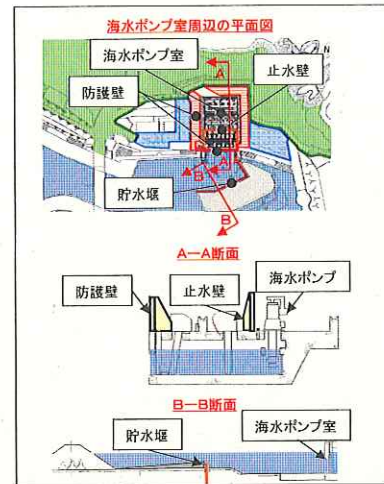 海水ポンプ室周辺の平面図
海水ポンプ室
止水壁
防護壁
貯水堰
A
A
B
B
N
A－A断面
防護壁
止水壁
海水ポンプ
B－B断面
貯水堰
海水ポンプ室